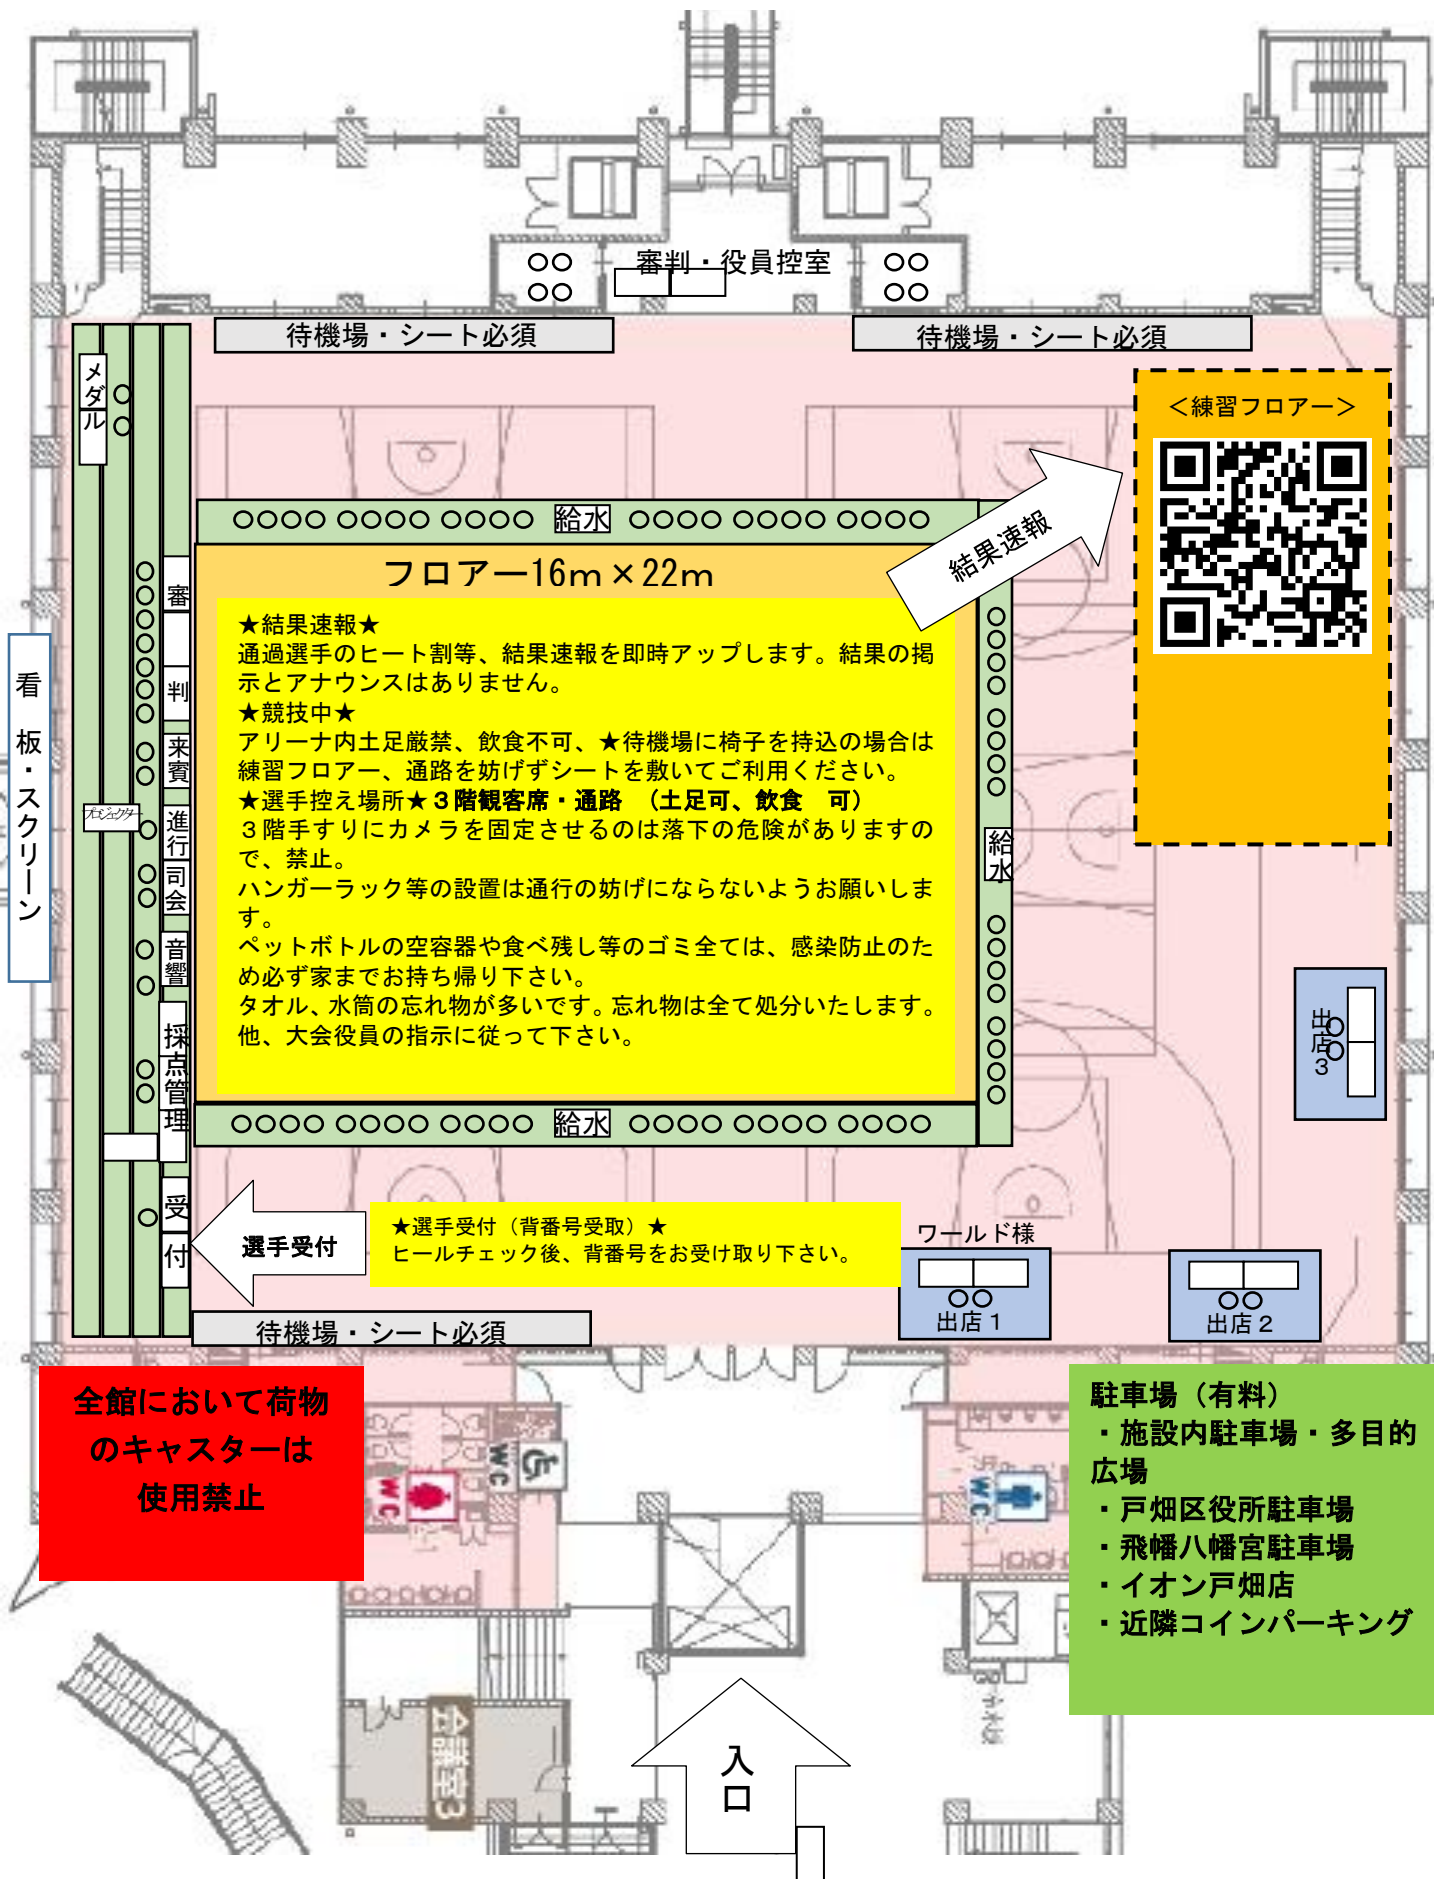 審判・役員控室
待機場・シート必須
待機場・シート必須
メダル
＜練習フロアー＞
給水
結果速報
フロアー16ｍ×22ｍ
★結果速報★
通過選手のヒート割等、結果速報を即時アップします。結果の掲
示とアナウンスはありません。
★競技中★
アリーナ内土足厳禁、飲食不可、★待機場に椅子を持込の場合は
練習フロアー、通路を妨げずシートを敷いてご利用ください。
★選手控え場所★３階観客席・通路　（土足可、飲食　可）
３階手すりにカメラを固定させるのは落下の危険がありますの
で、禁止。
ハンガーラック等の設置は通行の妨げにならないようお願いしま
す。
ペットボトルの空容器や食べ残し等のゴミ全ては、感染防止のた
め必ず家までお持ち帰り下さい。
タオル、水筒の忘れ物が多いです。忘れ物は全て処分いたします。
他、大会役員の指示に従って下さい。
審判
来賓
プロジェクター
進行
司会
音響
採点管理
受付
看板・スクリーン
給水
給水
出店３
選手受付
★選手受付（背番号受取）★
ヒールチェック後、背番号をお受け取り下さい。
ワールド様
出店１
出店２
待機場・シート必須
全館において荷物
のキャスターは
使用禁止
WC
WC
WC
駐車場（有料）
・施設内駐車場・多目的
広場
・戸畑区役所駐車場
・飛幡八幡宮駐車場
・イオン戸畑店
・近隣コインパーキング
会議室3
入口